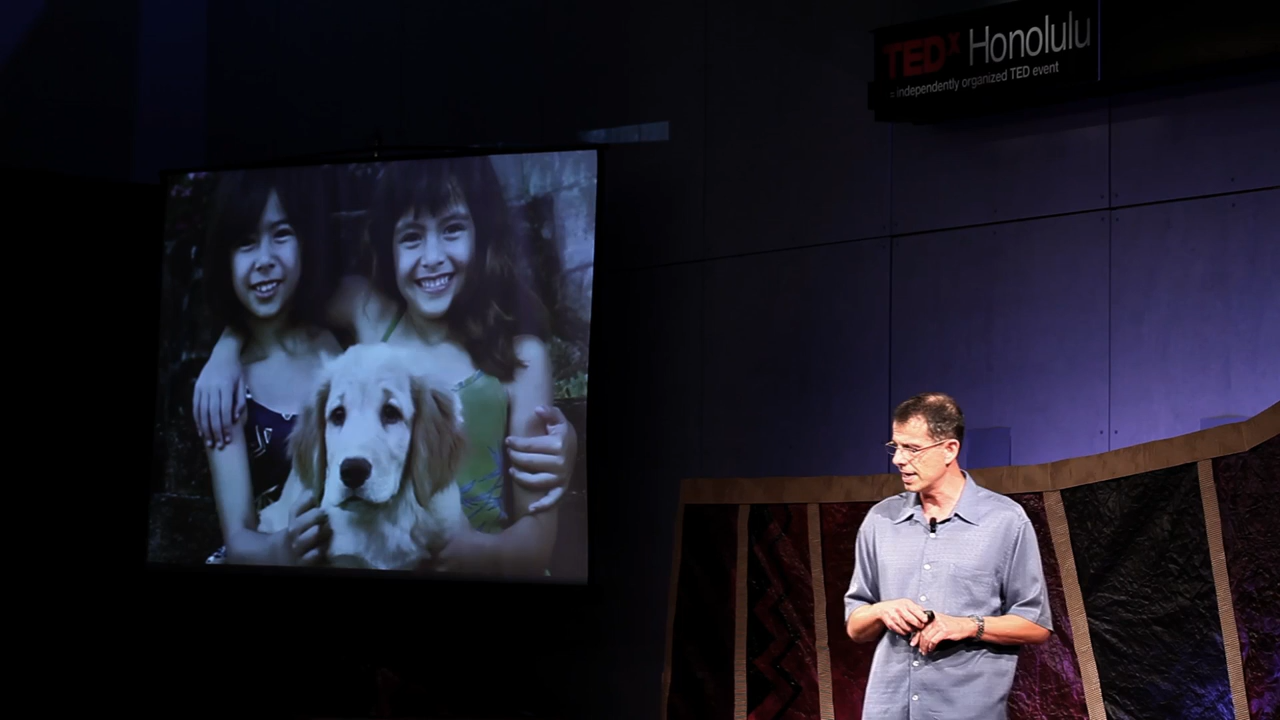 TEDx Honolulu
= independently organized TED event